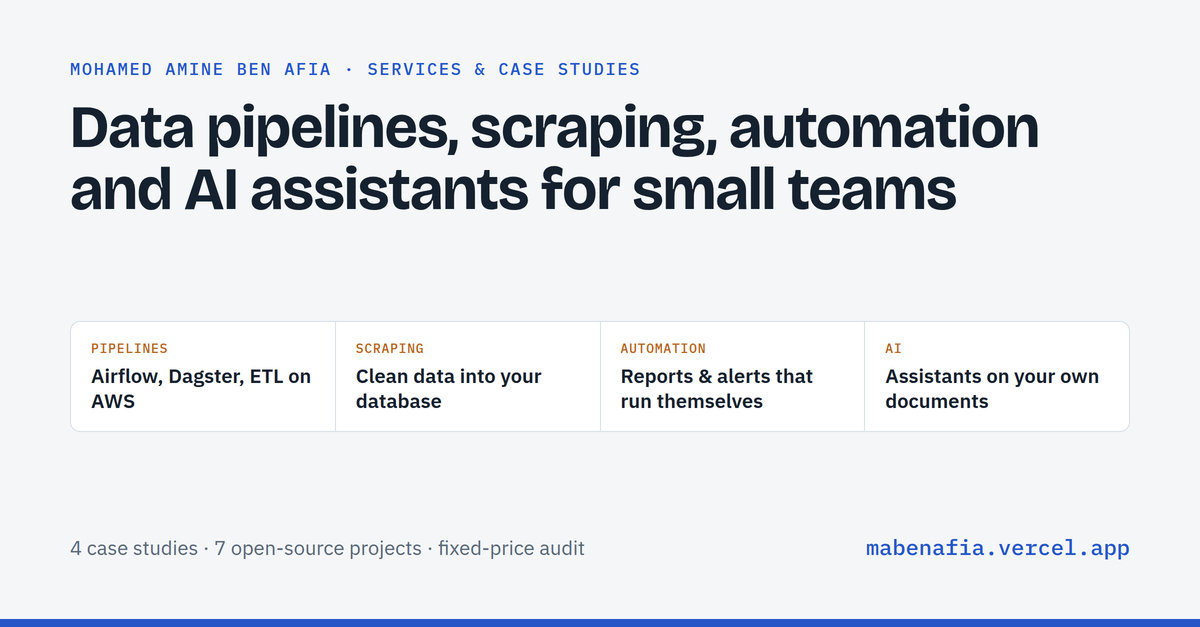 MOHAMED AMINE BEN AFIA · SERVICES & CASE STUDIES
Data pipelines, scraping, automation
and AI assistants for small teams
PIPELINES
Airflow, Dagster, ETL on
AWS
SCRAPING
Clean data into your
database
AUTOMATION
Reports & alerts that
run themselves
AI
Assistants on your own
documents
4 case studies · 7 open-source projects · fixed-price audit
mabenafia.vercel.app